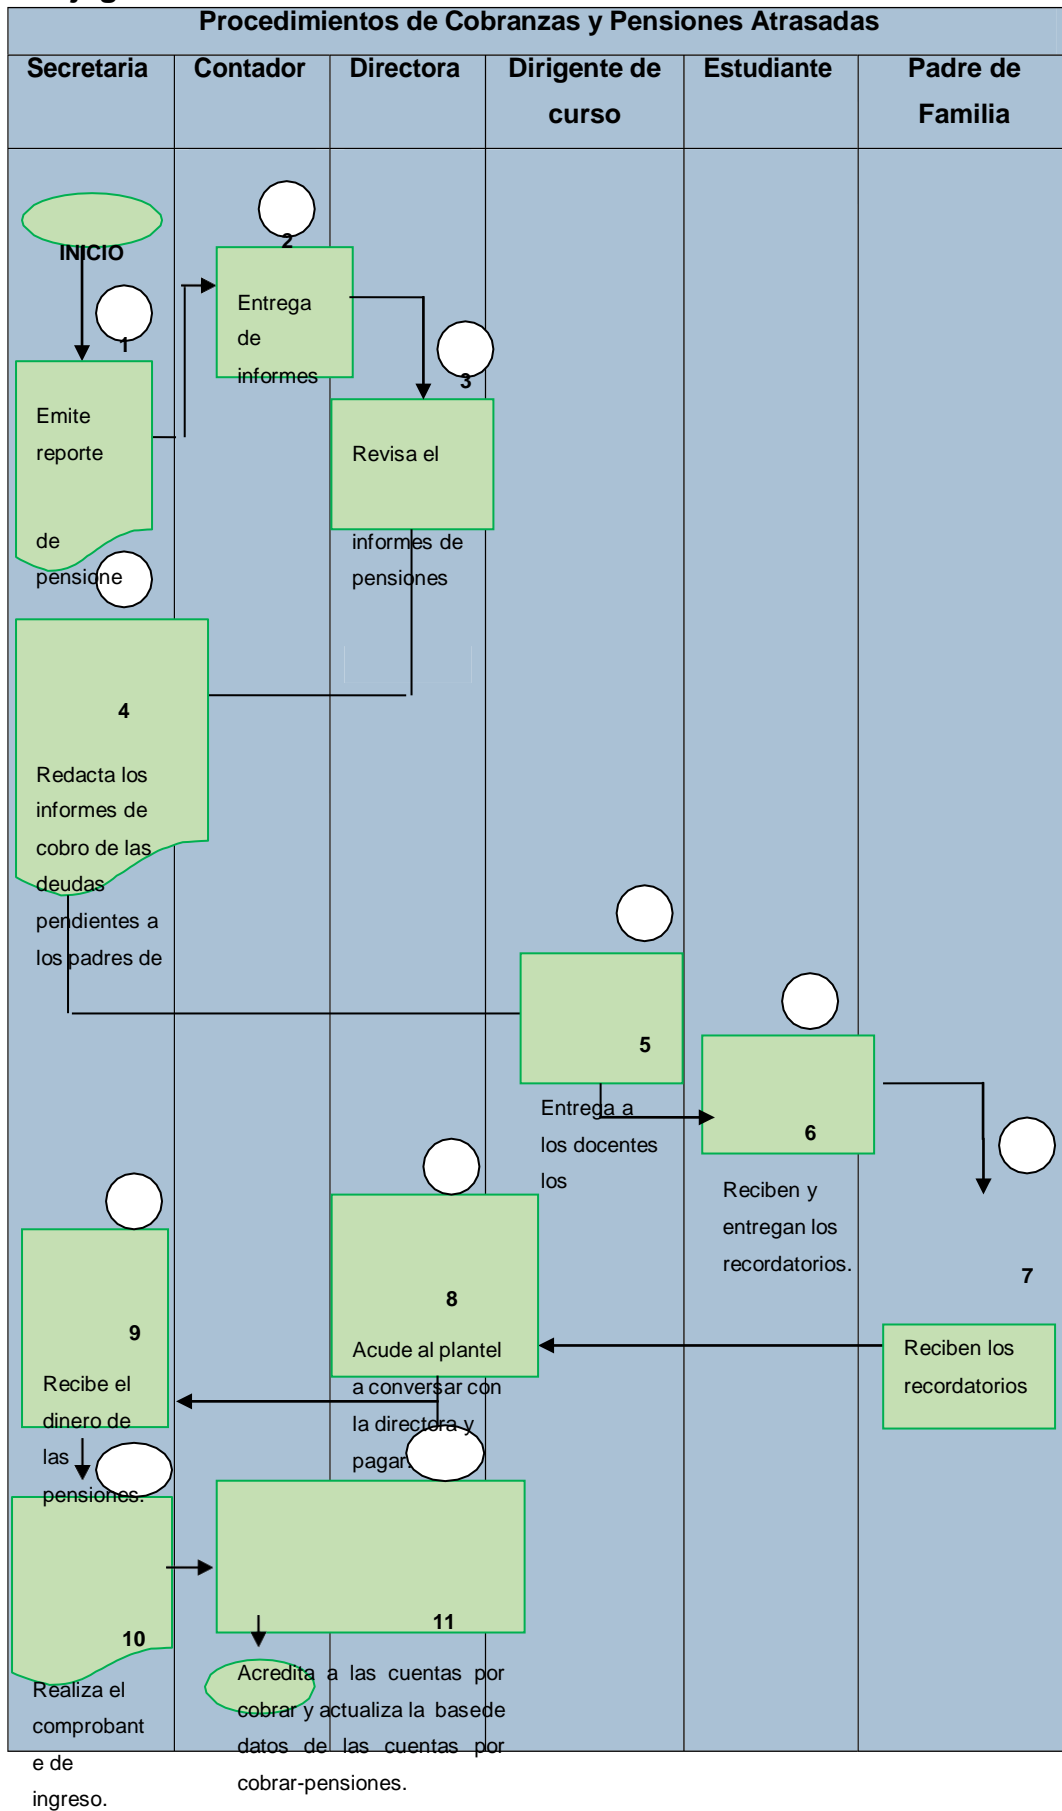 Procedimientos de Cobranzas y Pensiones Atrasadas
Secretaria
Contador
Directora
Dirigente de
curso
Estudiante
Padre de
Familia
INICIO
1
Emite
reporte
de
pensione
2
Entrega
de
informes
3
Revisa el
informes de
pensiones
4
Redacta los
informes de
cobro de las
deudas
pendientes a
los padres de
5
Entrega a
los docentes
los
6
Reciben y
entregan los
recordatorios.
7
Reciben los
recordatorios
8
Acude al plantel
a conversar con
la directora y
pagar.
9
Recibe el
dinero de
las
pensiones.
10
Realiza el
comprobant
e de
ingreso.
11
Acredita a las cuentas por
cobrar y actualiza la basede
datos de las cuentas por
cobrar-pensiones.